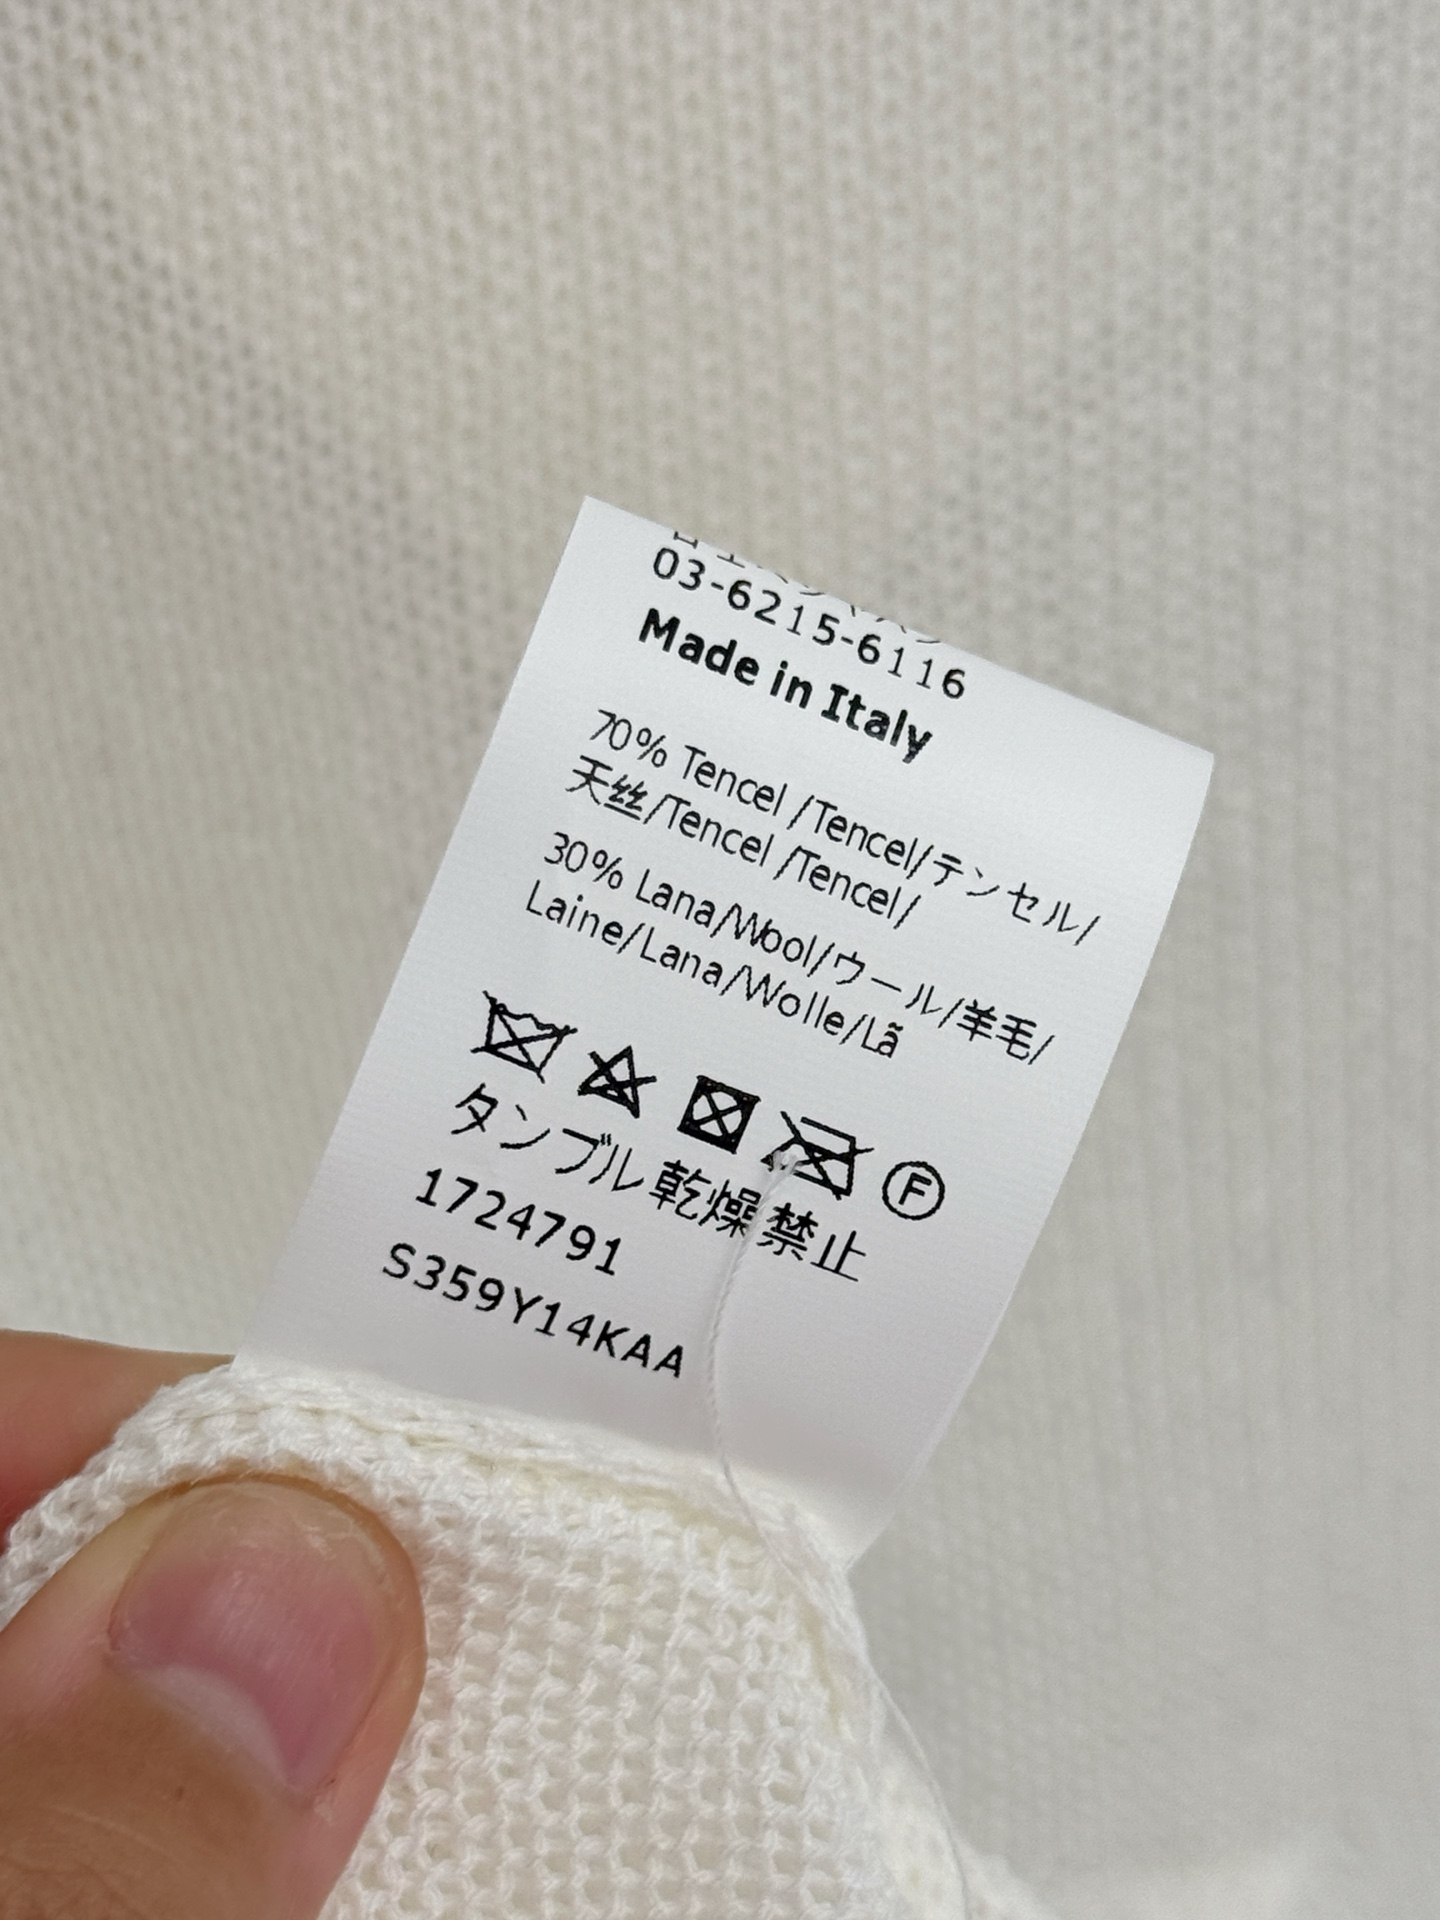 03-6215-6116
Made in Italy
70% Tencel /Tencel/テンセル/
天丝/Tencel /Tencel/
30% Lana/Wool/ウール/羊毛/
Laine/Lana/Wolle/Lã
F
タンブル乾燥禁止
1724791
S359Y14KAA